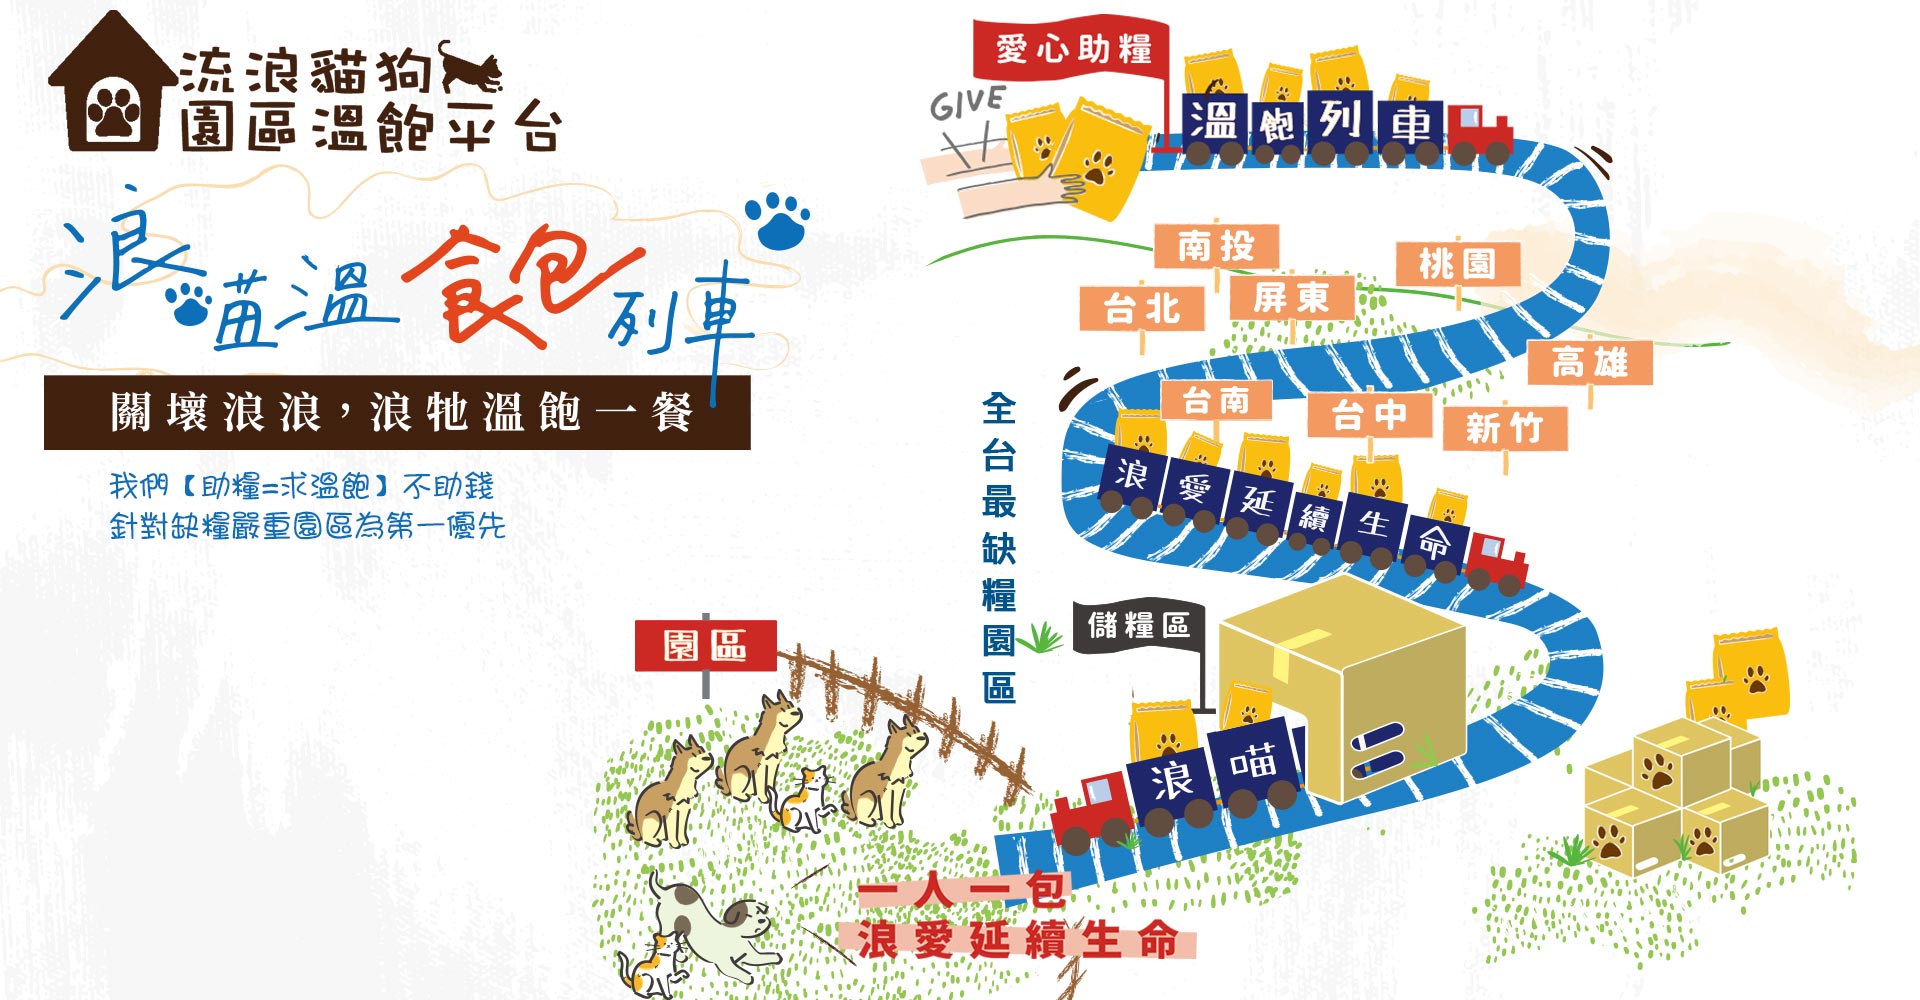 流浪貓狗
園區溫飽平台
浪喵溫飽列車
關壞浪浪，浪牠溫飽一餐
我們【助糧=求溫飽】不助錢
針對缺糧嚴重園區為第一優先
愛心助糧
GIVE
溫飽列車
南投
桃園
台北
屏東
高雄
台南
台中
新竹
全台最缺糧園區
浪愛延續生命
儲糧區
浪喵
園區
一人一包
浪愛延續生命